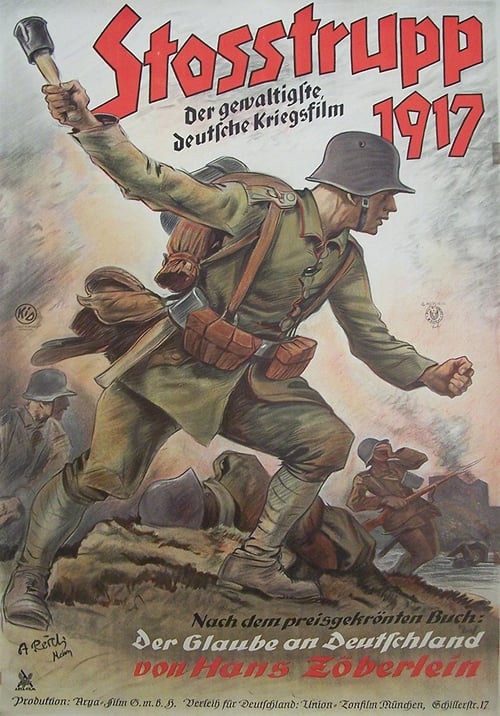 Stosstrupp
1917
Der gewaltigste
deutsche Kriegsfilm
Nach dem preisgekrönten Buch:
Der Glaube an Deutschland
von Hans Zöberlein
Produktion: Arya-Film G.m.b.H. Verleih für Deutschland: Union-Tonfilm München, Schillerstr. 17